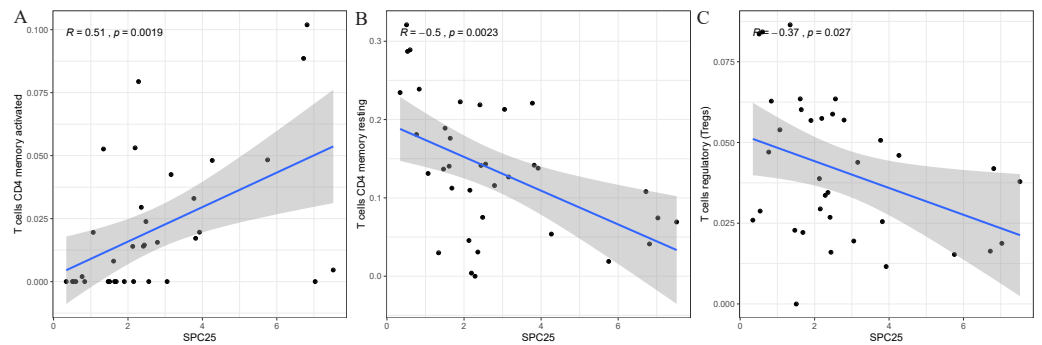 A
R = 0.51 , p = 0.0019
T cells CD4 memory activated
0.100
0.075
0.050
0.025
0.000
0
2
4
6
SPC25
B
R = −0.5 , p = 0.0023
T cells CD4 memory resting
0.3
0.2
0.1
0.0
0
2
4
6
SPC25
C
R = −0.37 , p = 0.027
T cells regulatory (Tregs)
0.075
0.050
0.025
0.000
0
2
4
6
SPC25